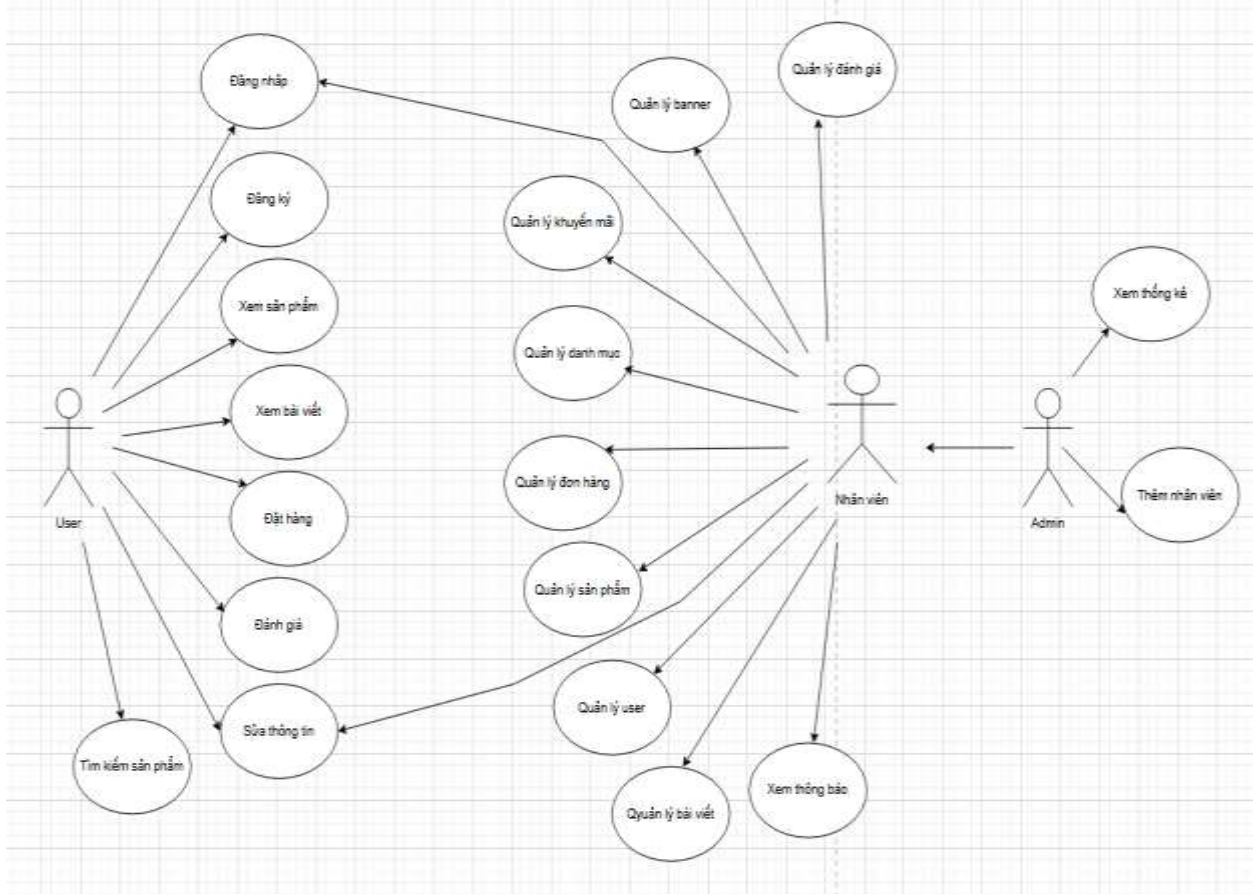 Đăng nhập
Quản lý đánh giá
Quản lý banner
Đăng ký
Quản lý khuyến mãi
Xem sản phẩm
Xem thống kê
Quản lý danh mục
Xem bài viết
Quản lý đơn hàng
Thêm nhân viên
Nhân viên
Đặt hàng
User
Admin
Quản lý sản phẩm
Đánh giá
Quản lý user
Sửa thông tin
Tìm kiếm sản phẩm
Xem thông báo
Qyuản lý bài viết